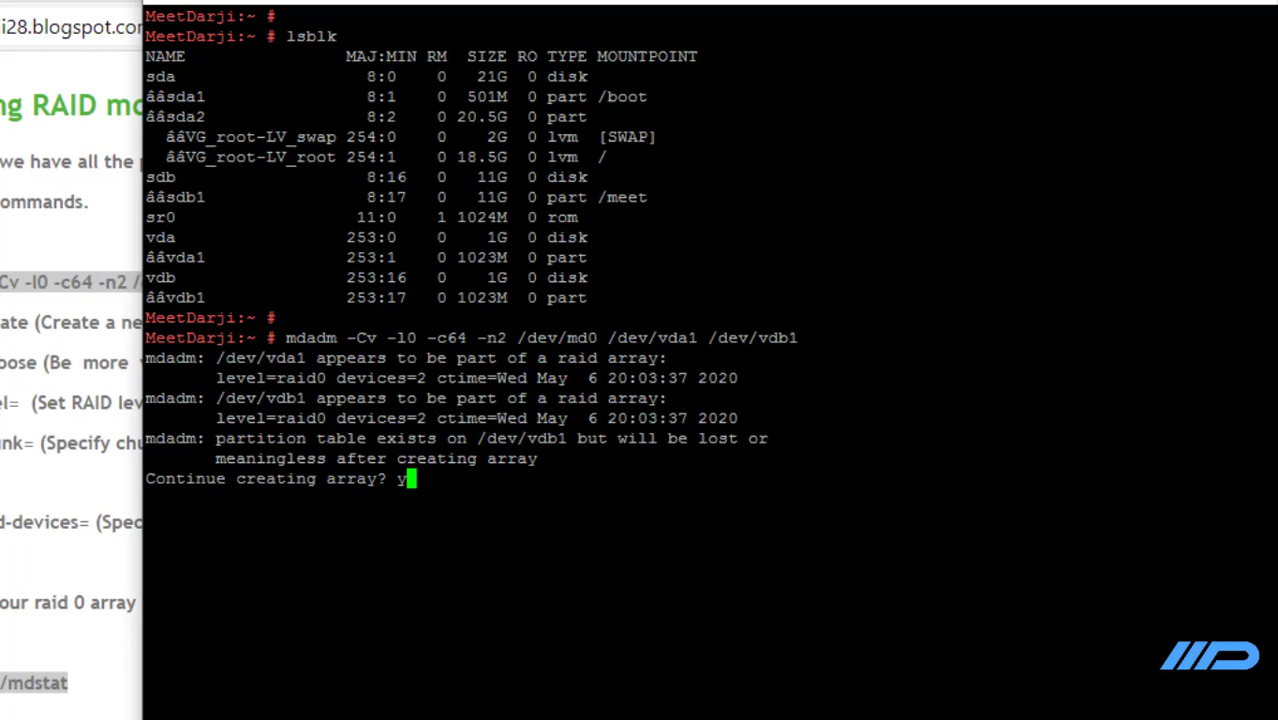 ji28.blogspot.com
ng RAID mo
we have all the p
ommands.
Cv -l0 -c64 -n2 /
ate (Create a ne
oose (Be more v
el= (Set RAID lev
unk= (Specify chu
d-devices= (Spec
our raid 0 array
/mdstat
MeetDarji:~ #
MeetDarji:~ # lsblk
NAME MAJ:MIN RM SIZE RO TYPE MOUNTPOINT
sda 8:0 0 21G 0 disk
ââsda1 8:1 0 501M 0 part /boot
ââsda2 8:2 0 20.5G 0 part
ââVG_root-LV_swap 254:0 0 2G 0 lvm [SWAP]
ââVG_root-LV_root 254:1 0 18.5G 0 lvm /
sdb 8:16 0 11G 0 disk
ââsdb1 8:17 0 11G 0 part /meet
sr0 11:0 1 1024M 0 rom
vda 253:0 0 1G 0 disk
ââvda1 253:1 0 1023M 0 part
vdb 253:16 0 1G 0 disk
ââvdb1 253:17 0 1023M 0 part
MeetDarji:~ #
MeetDarji:~ # mdadm -Cv -l0 -c64 -n2 /dev/md0 /dev/vda1 /dev/vdb1
mdadm: /dev/vda1 appears to be part of a raid array:
level=raid0 devices=2 ctime=Wed May 6 20:03:37 2020
mdadm: /dev/vdb1 appears to be part of a raid array:
level=raid0 devices=2 ctime=Wed May 6 20:03:37 2020
mdadm: partition table exists on /dev/vdb1 but will be lost or
meaningless after creating array
Continue creating array? y